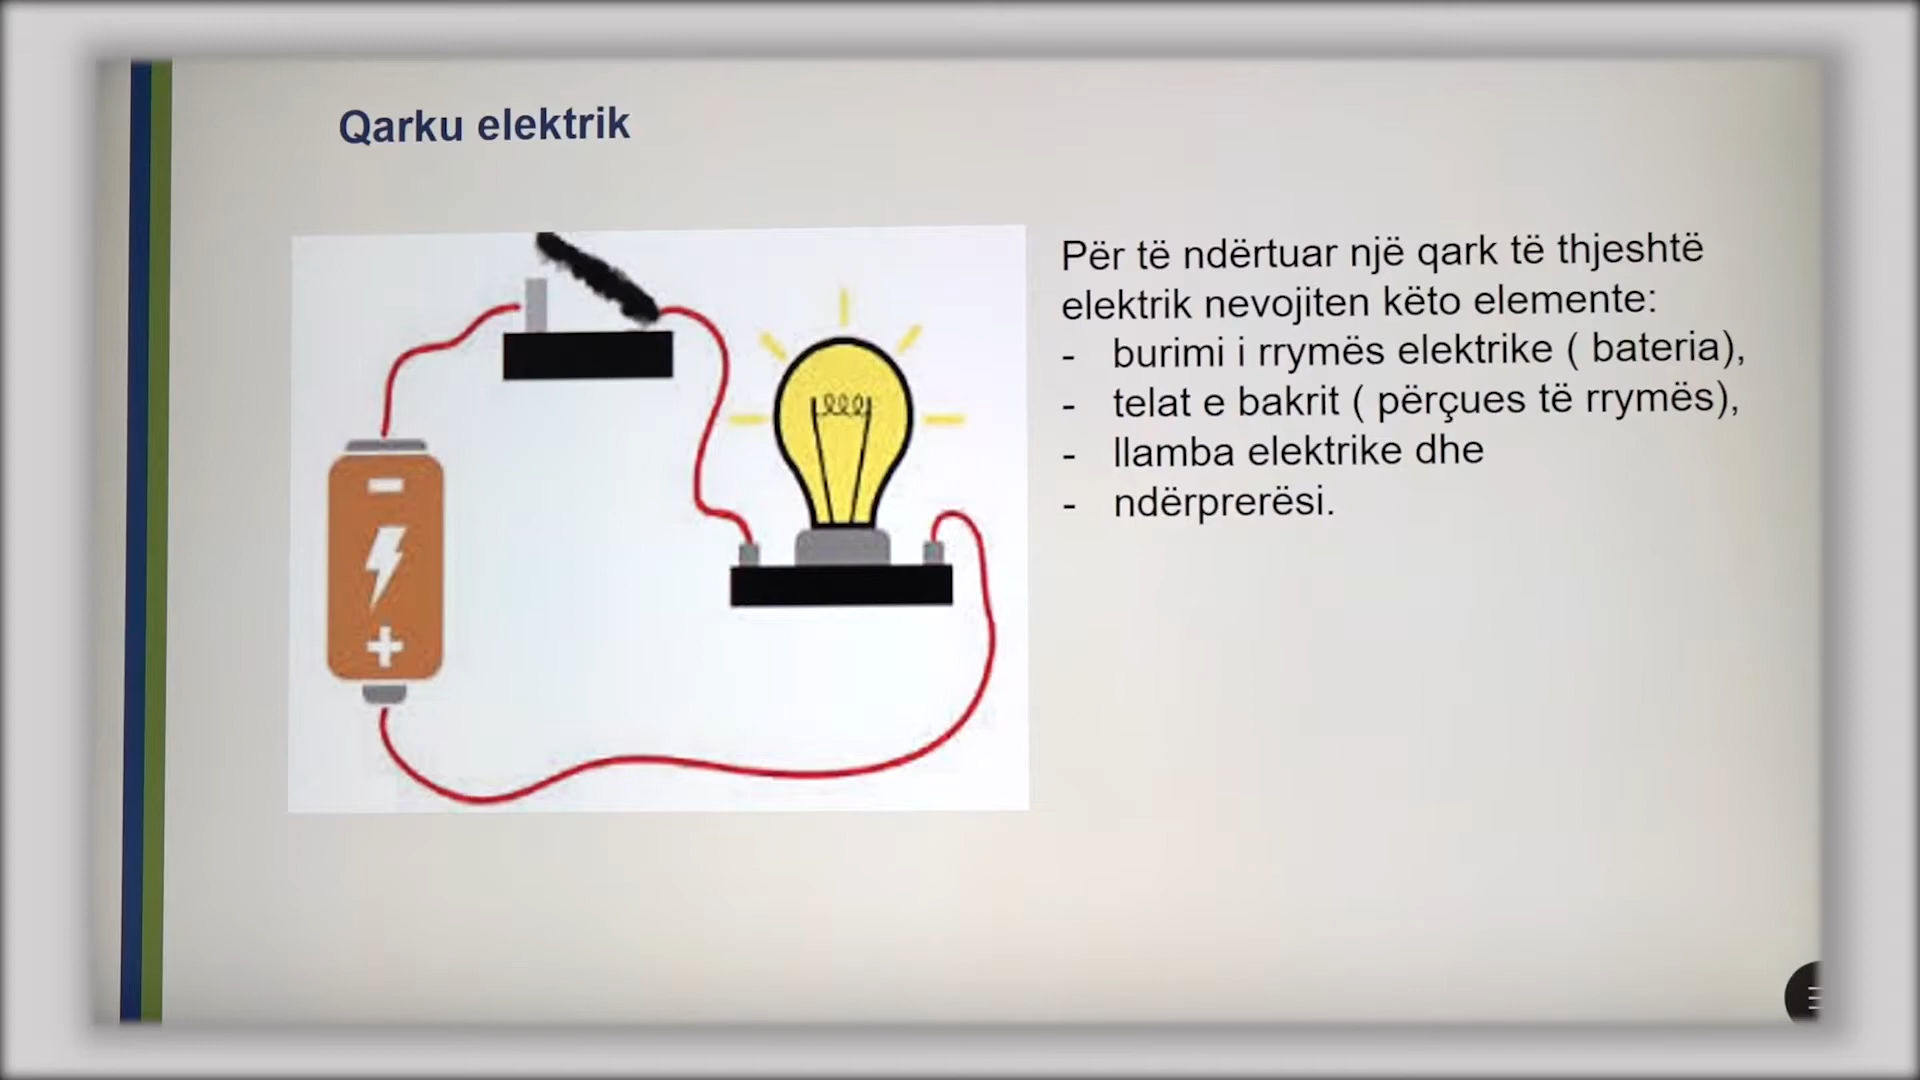 Qarku elektrik
Për të ndërtuar një qark të thjeshtë
elektrik nevojiten këto elemente:
- burimi i rrymës elektrike ( bateria),
- telat e bakrit ( përçues të rrymës),
- llamba elektrike dhe
- ndërprerësi.